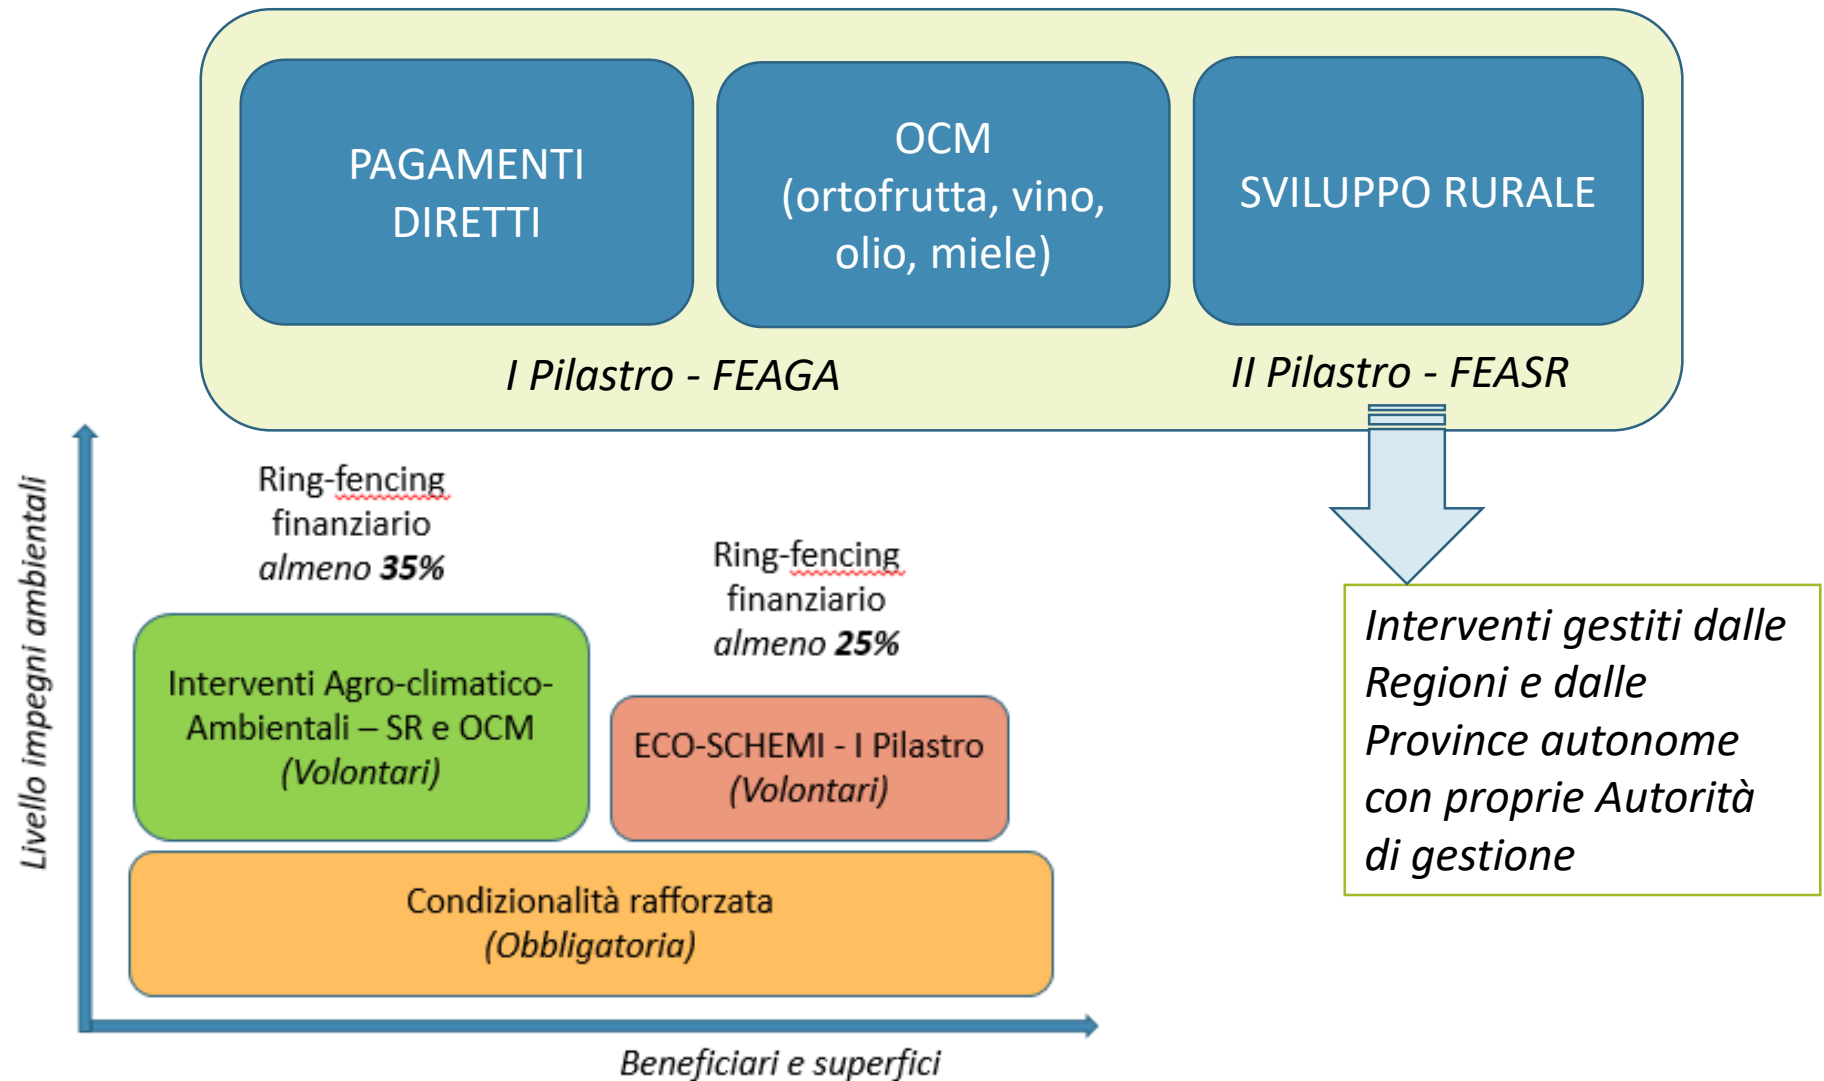 PAGAMENTI
DIRETTI
OCM
(ortofrutta, vino,
olio, miele)
SVILUPPO RURALE
I Pilastro - FEAGA
II Pilastro - FEASR
Livello impegni ambientali
Ring-fencing
finanziario
almeno 35%
Ring-fencing
finanziario
almeno 25%
Interventi Agro-climatico-
Ambientali – SR e OCM
(Volontari)
ECO-SCHEMI - I Pilastro
(Volontari)
Condizionalità rafforzata
(Obbligatoria)
Beneficiari e superfici
Interventi gestiti dalle
Regioni e dalle
Province autonome
con proprie Autorità
di gestione